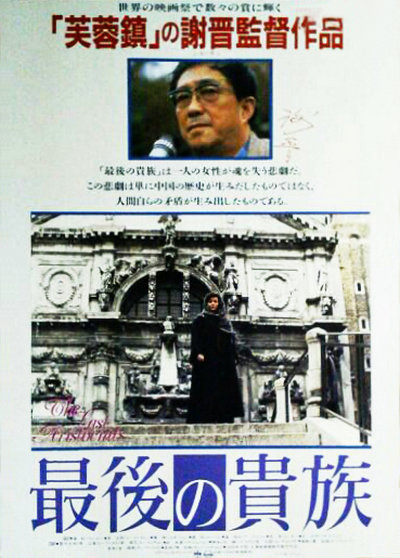 世界の映画祭で数々の賞に輝く
「芙蓉鎮」の謝晋監督作品
「最後の貴族」は一人の女性が魂を失う悲劇だ。
この悲劇は単に中国の歴史が生みだしたものではなく、
人間自らの矛盾が生み出したものである。
The Last Aristocrats
最後の貴族